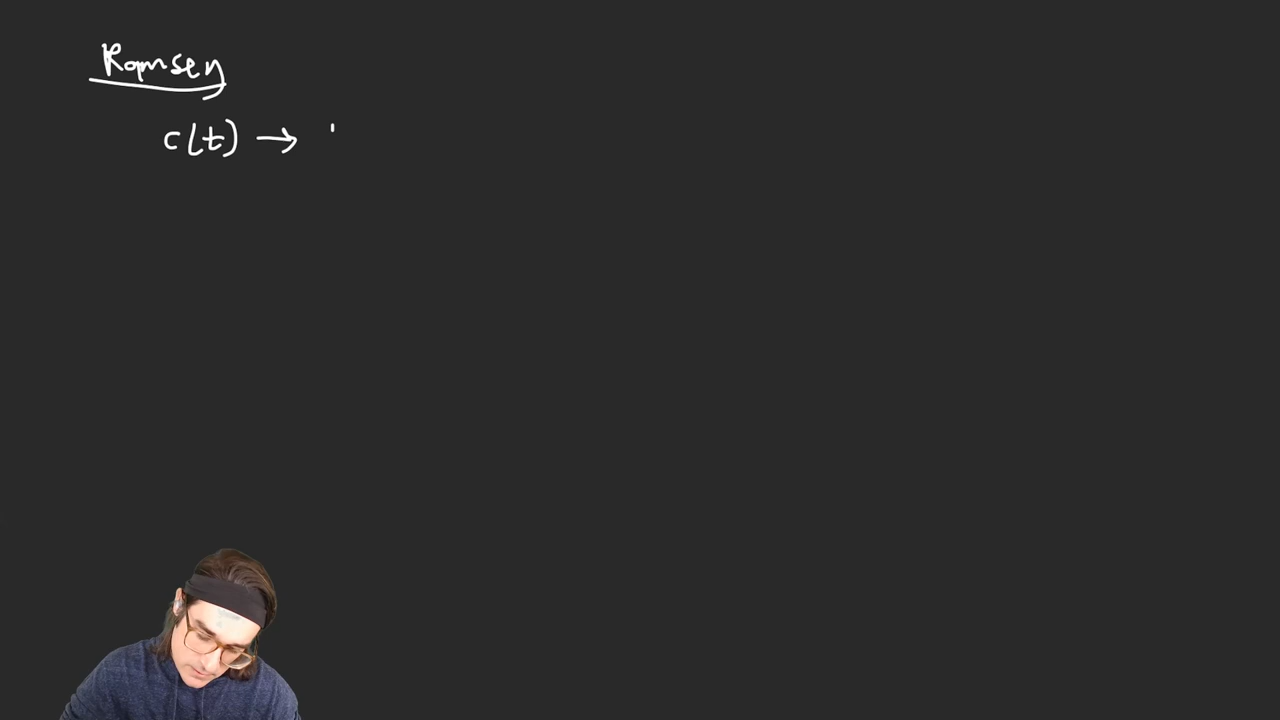 Ramsey
c(t) →